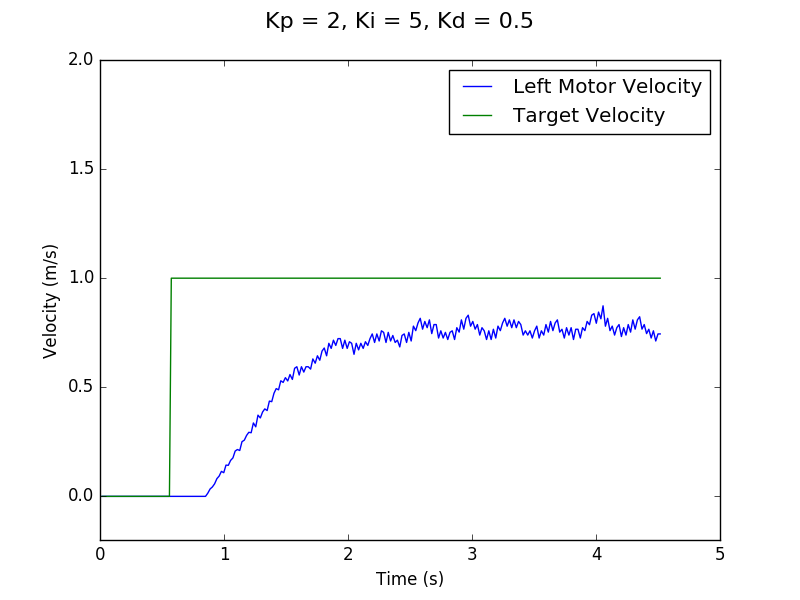 Kp = 2, Ki = 5, Kd = 0.5
2.0
1.5
1.0
0.5
0.0
Velocity (m/s)
Left Motor Velocity
Target Velocity
0 1 2 3 4 5
Time (s)